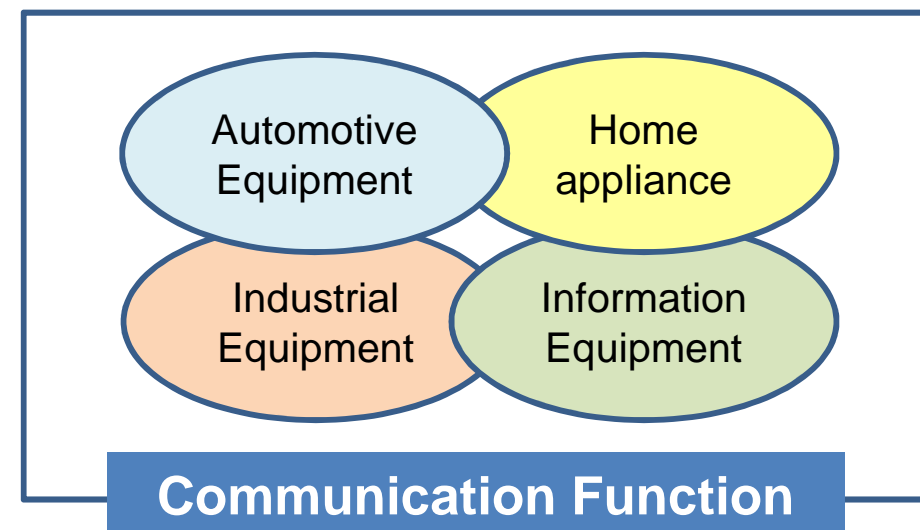 Automotive
Equipment
Home
appliance
Industrial
Equipment
Information
Equipment
Communication Function